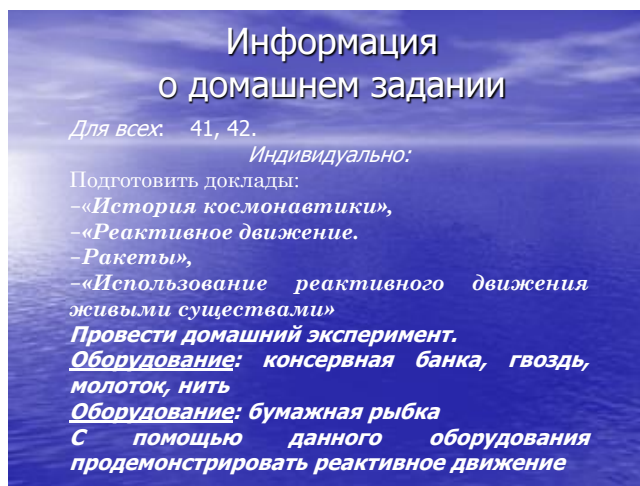 Информация
о домашнем задании
Для всех: 41, 42.
Индивидуально:
Подготовить доклады:
–«История космонавтики»,
–«Реактивное движение.
–Ракеты»,
–«Использование реактивного движения
живыми существами»
Провести домашний эксперимент.
Оборудование: консервная банка, гвоздь,
молоток, нить
Оборудование: бумажная рыбка
С помощью данного оборудования
продемонстрировать реактивное движение